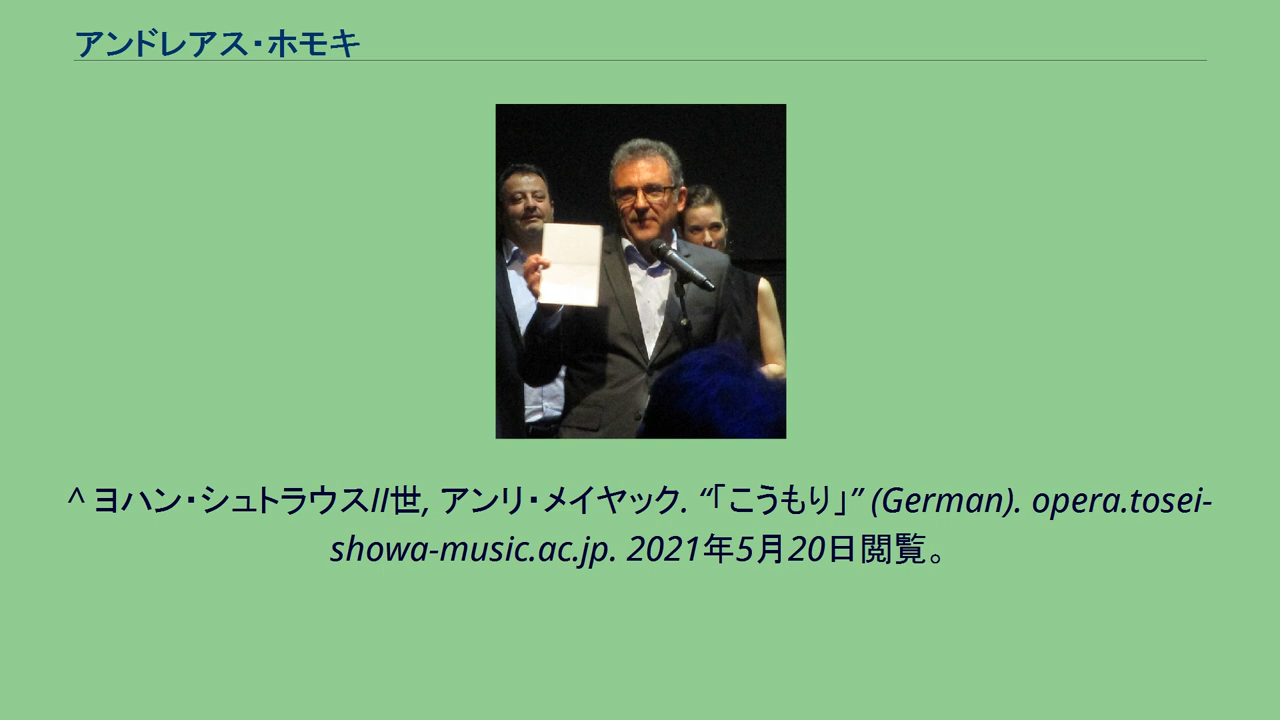 アンドレアス・ホモキ
^ ヨハン・シュトラウスII世, アンリ・メイヤック. “「こうもり」” (German). opera.tosei-
showa-music.ac.jp. 2021年5月20日閲覧。